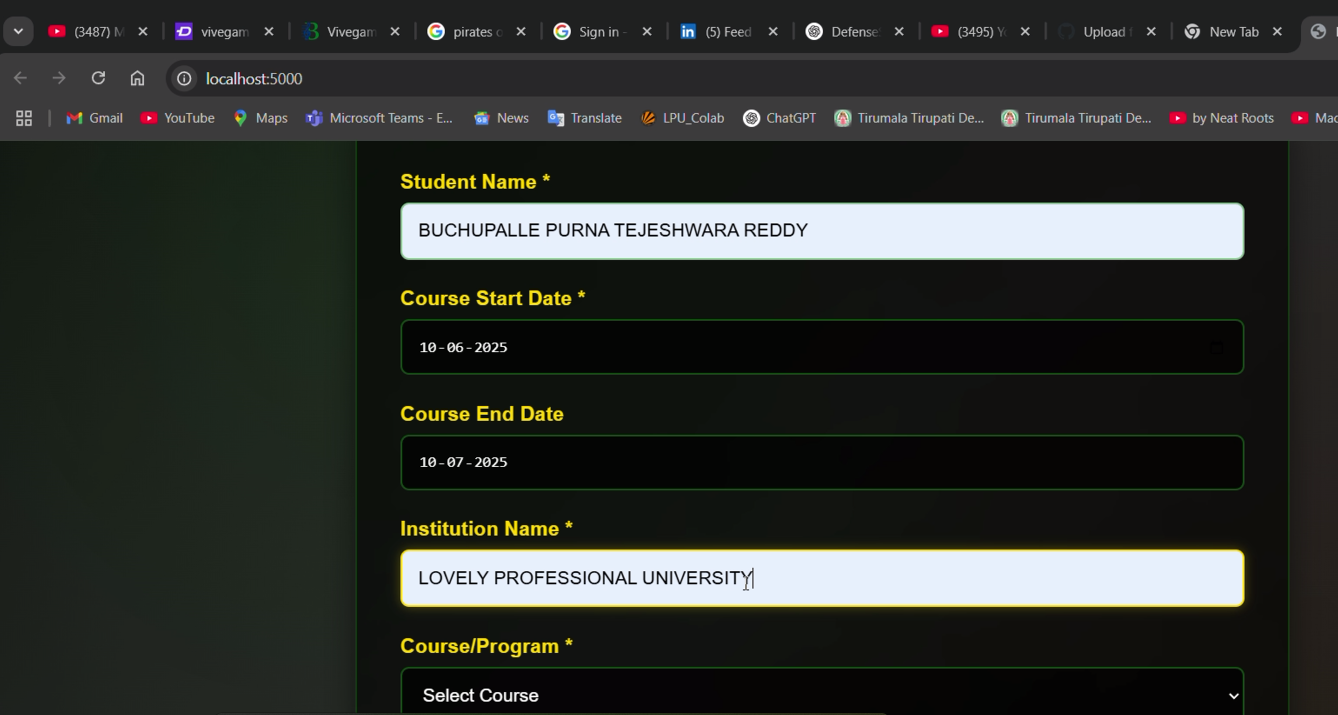 (3487) M
vivegam
Vivegam
pirates o
Sign in -
(5) Feed
Defense
(3495) Y
Upload f
New Tab
localhost:5000
Gmail
YouTube
Maps
Microsoft Teams - E...
News
Translate
LPU_Colab
ChatGPT
Tirumala Tirupati De...
Tirumala Tirupati De...
by Neat Roots
Mac
Student Name *
BUCHUPALLE PURNA TEJESHWARA REDDY
Course Start Date *
10-06-2025
Course End Date
10-07-2025
Institution Name *
LOVELY PROFESSIONAL UNIVERSITY
Course/Program *
Select Course